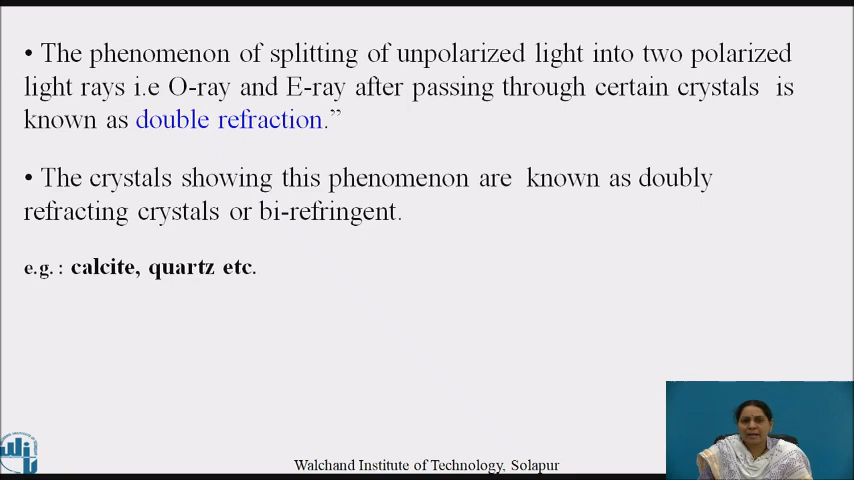 • The phenomenon of splitting of unpolarized light into two polarized
light rays i.e O-ray and E-ray after passing through certain crystals is
known as double refraction.”
• The crystals showing this phenomenon are known as doubly
refracting crystals or bi-refringent.
e.g. : calcite, quartz etc.
Walchand Institute of Technology, Solapur